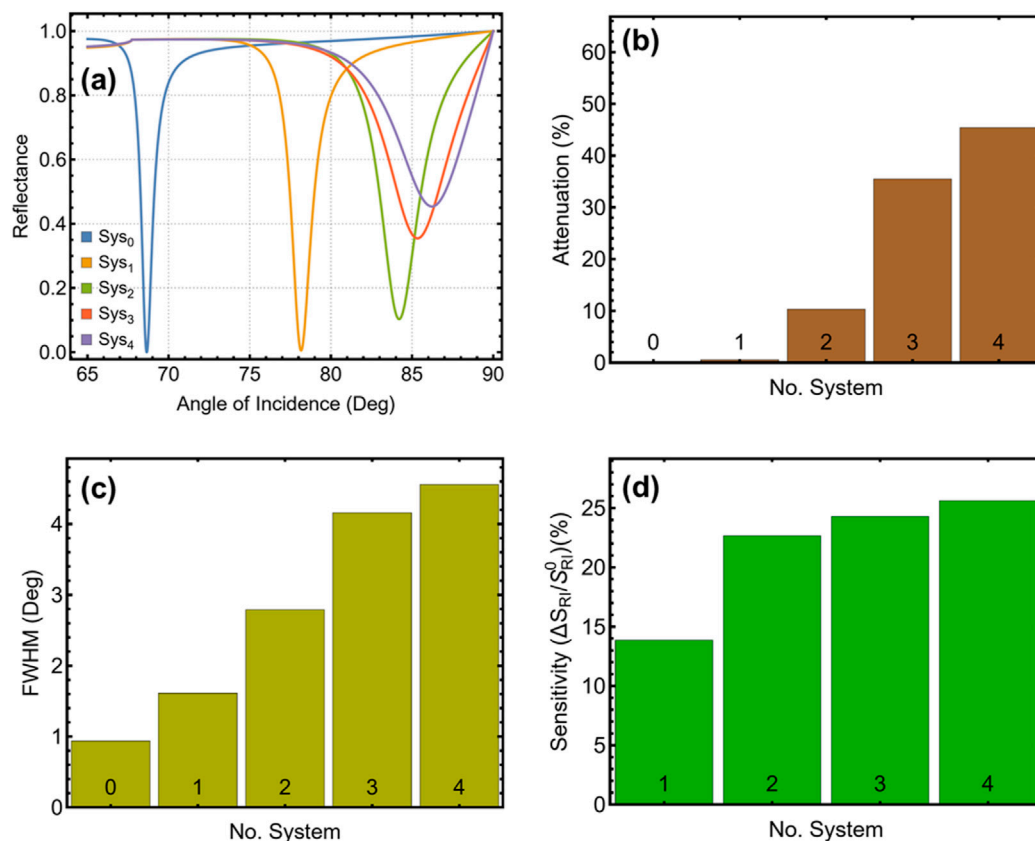 (a)
1.0
0.8
0.6
0.4
0.2
0.0
Reflectance
Sys₀
Sys₁
Sys₂
Sys₃
Sys₄
65 70 75 80 85 90
Angle of Incidence (Deg)
(b)
60
50
40
30
20
10
0
Attenuation (%)
0 1 2 3 4
No. System
(c)
4
3
2
1
0
FWHM (Deg)
0 1 2 3 4
No. System
(d)
25
20
15
10
5
0
Sensitivity (ΔS_RI/S⁰_RI)(%)
1 2 3 4
No. System